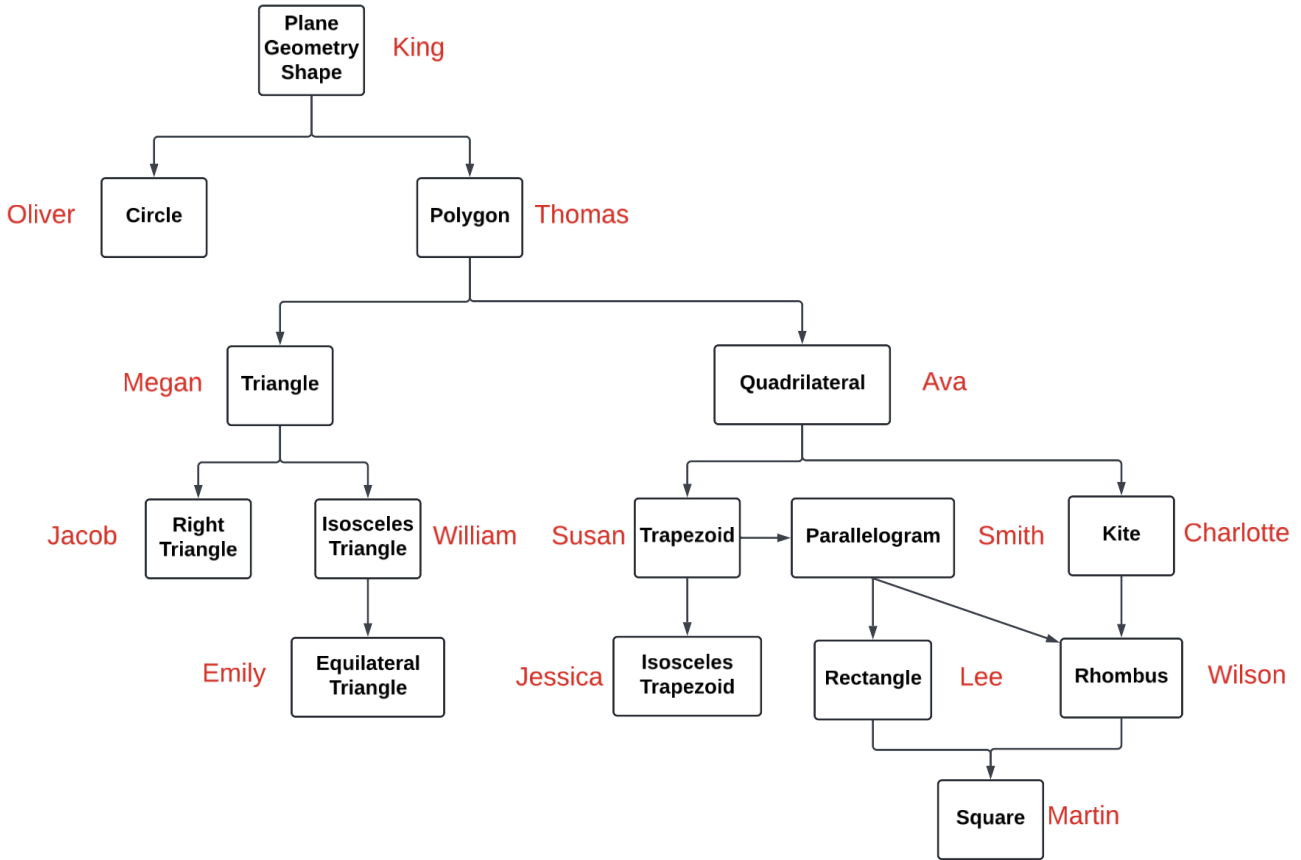 Plane
Geometry
Shape
King
Oliver
Circle
Polygon
Thomas
Megan
Triangle
Quadrilateral
Ava
Jacob
Right
Triangle
Isosceles
Triangle
William
Susan
Trapezoid
Parallelogram
Smith
Kite
Charlotte
Emily
Equilateral
Triangle
Jessica
Isosceles
Trapezoid
Rectangle
Lee
Rhombus
Wilson
Square
Martin